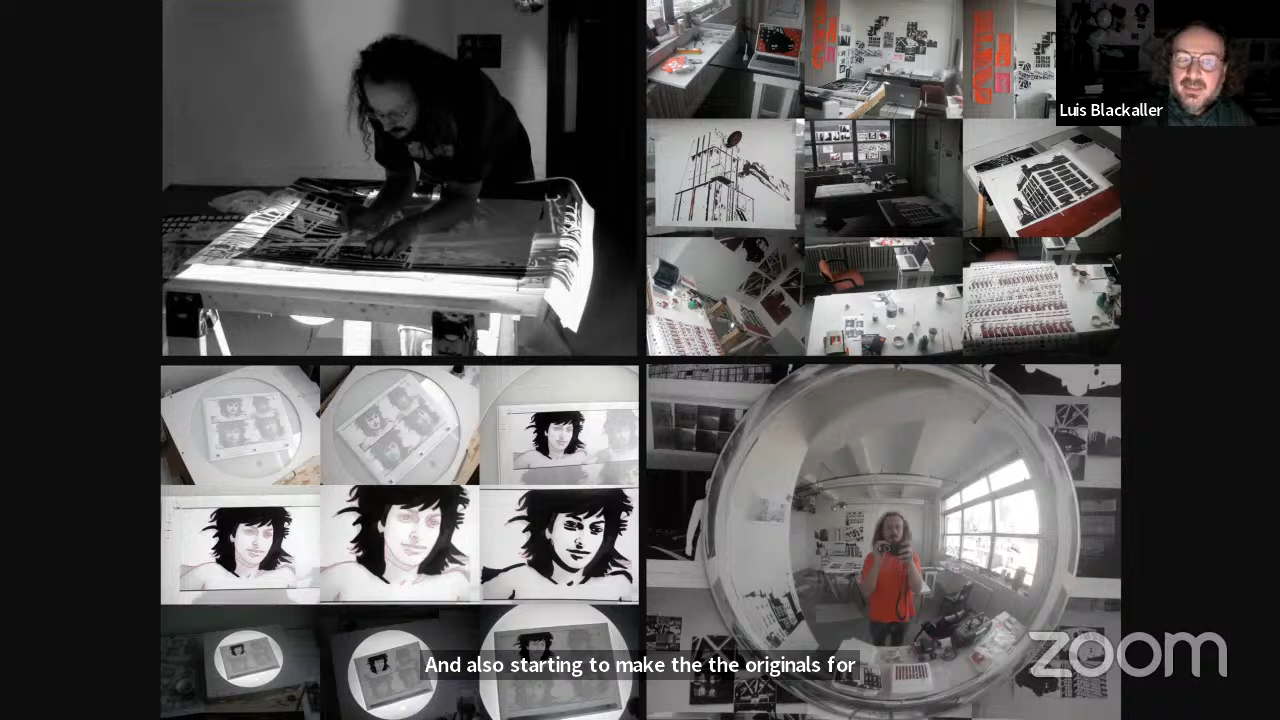 Luis Blackaller
And also starting to make the the originals for
zoom